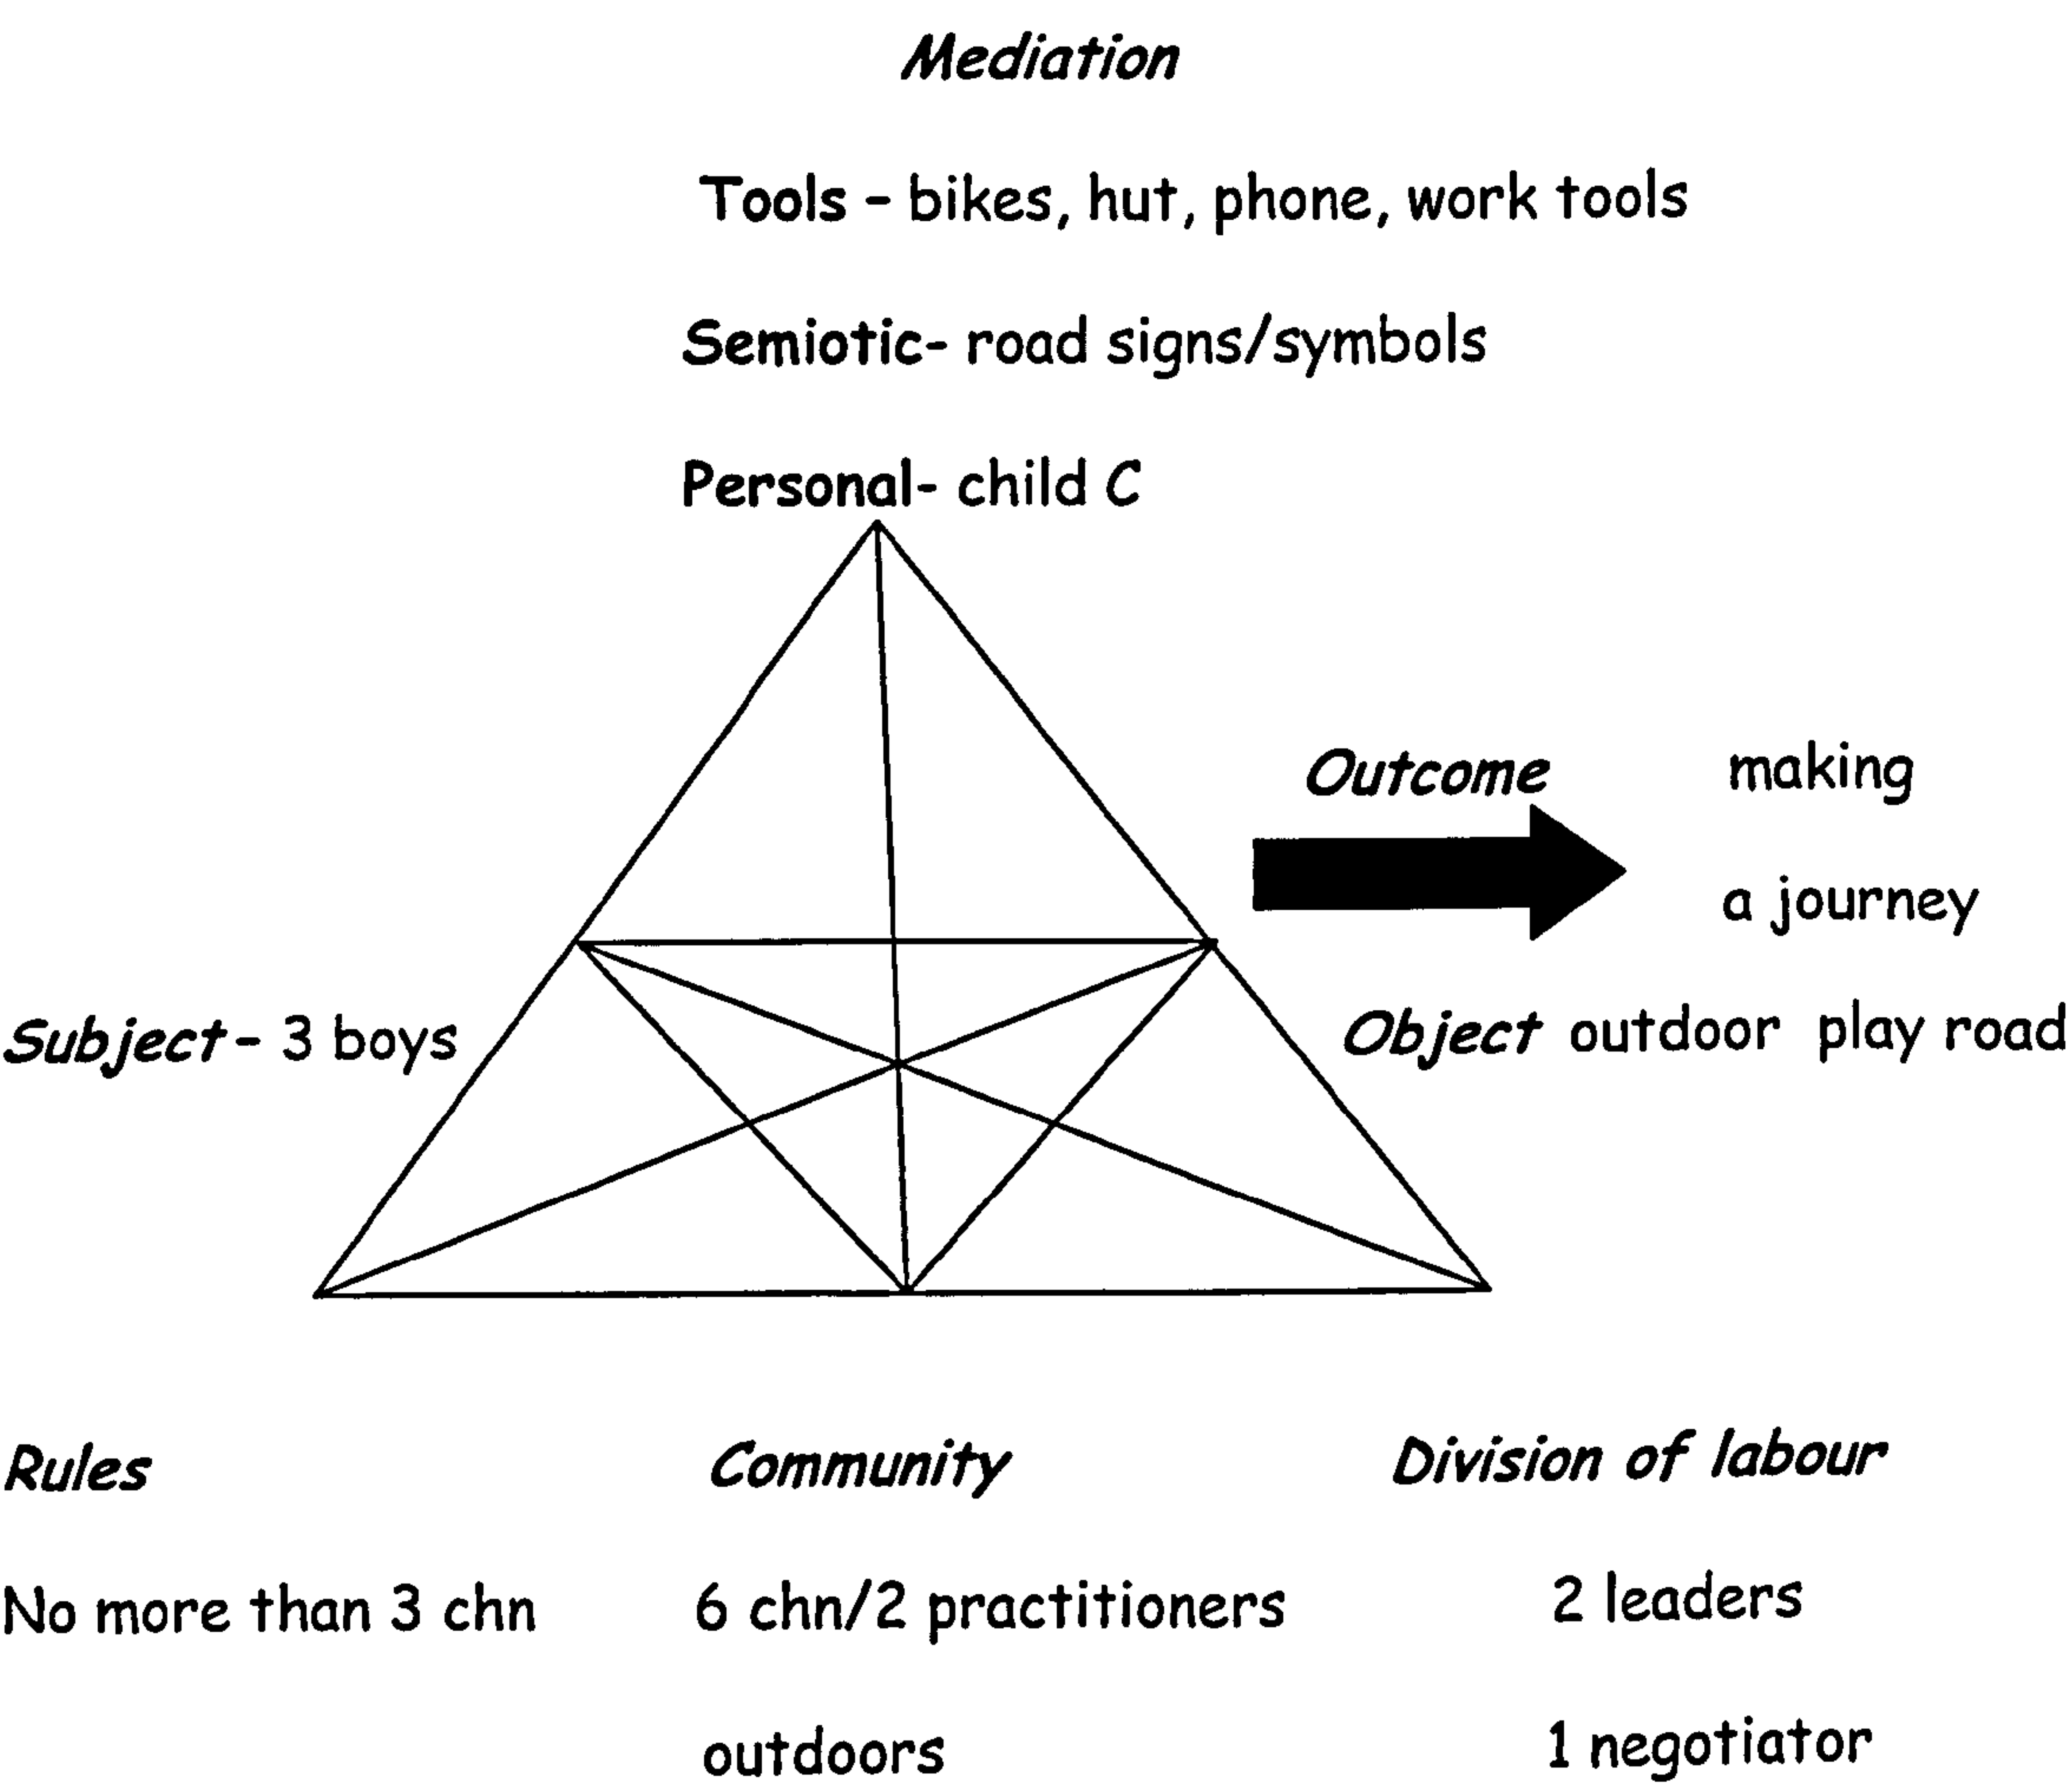 Mediation
Tools - bikes, hut, phone, work tools
Semiotic- road signs/symbols
Personal- child C
Outcome making
a journey
Subject- 3 boys
Object outdoor play road
Rules Community Division of labour
No more than 3 chn 6 chn/2 practitioners 2 leaders
outdoors 1 negotiator